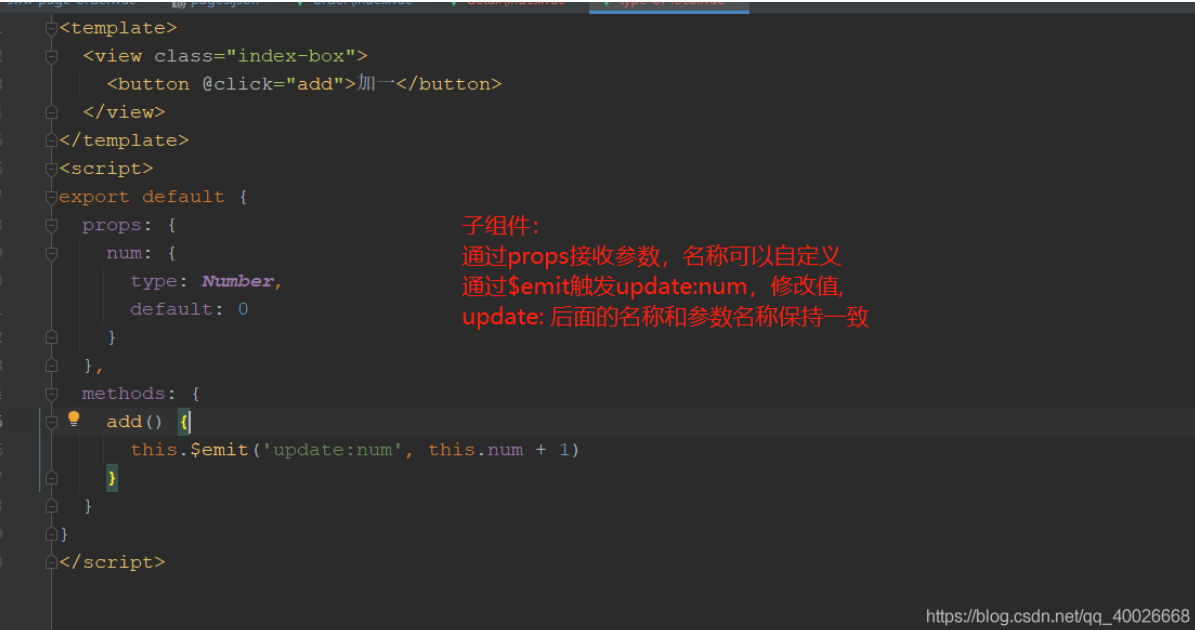 <template>
<view class="index-box">
<button @click="add">加一</button>
</view>
</template>
<script>
export default {
props: {
num: {
type: Number,
default: 0
}
},
methods: {
add() {
this.$emit('update:num', this.num + 1)
}
}
}
</script>
子组件：
通过props接收参数，名称可以自定义
通过$emit触发update:num，修改值,
update: 后面的名称和参数名称保持一致
https://blog.csdn.net/qq_40026668